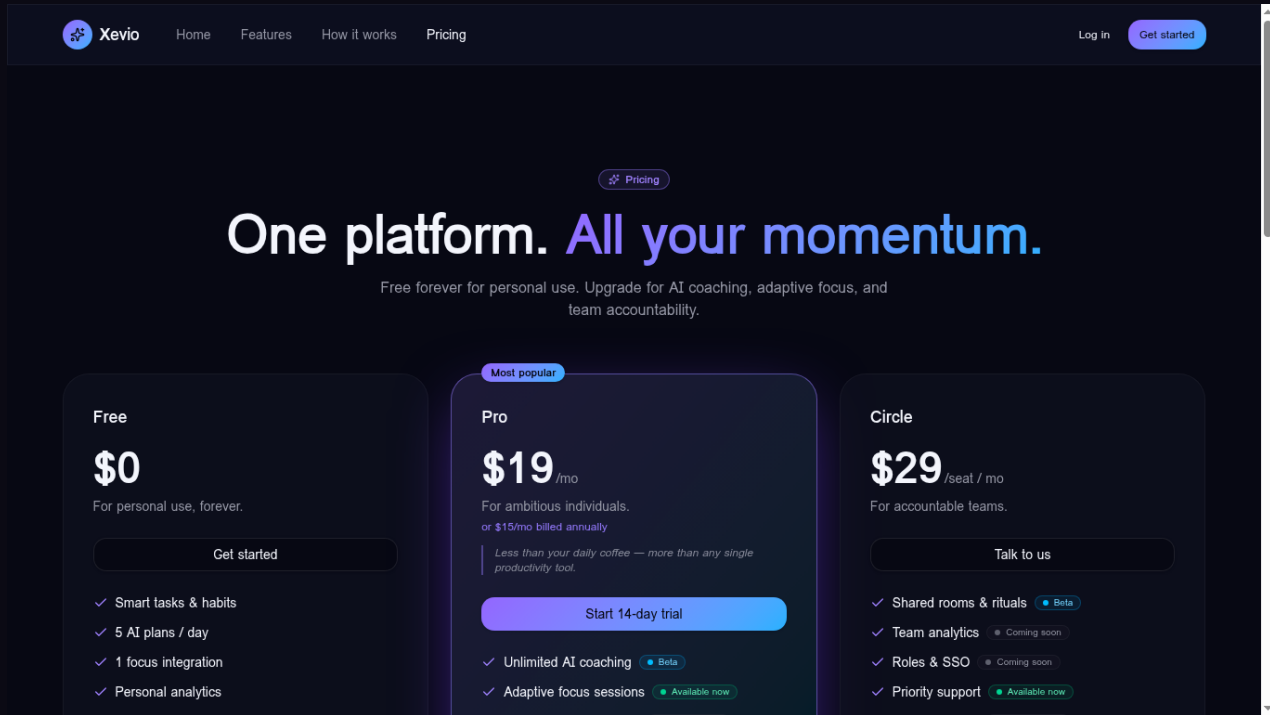 Xevio
Home
Features
How it works
Pricing
Log in
Get started
Pricing
One platform. All your momentum.
Free forever for personal use. Upgrade for AI coaching, adaptive focus, and
team accountability.
Free
$0
For personal use, forever.
Get started
Smart tasks & habits
5 AI plans / day
1 focus integration
Personal analytics
Most popular
Pro
$19/mo
For ambitious individuals.
or $15/mo billed annually
Less than your daily coffee — more than any single
productivity tool.
Start 14-day trial
Unlimited AI coaching Beta
Adaptive focus sessions Available now
Circle
$29/seat / mo
For accountable teams.
Talk to us
Shared rooms & rituals Beta
Team analytics Coming soon
Roles & SSO Coming soon
Priority support Available now